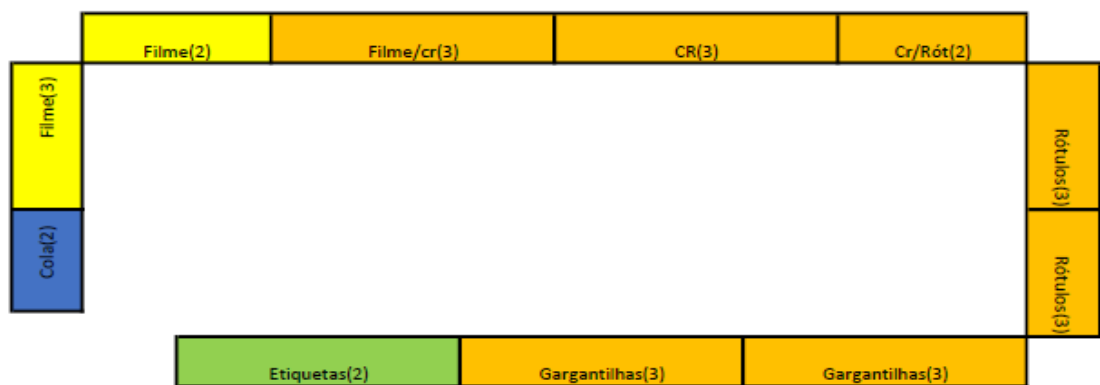 Filme(2)
Filme/cr(3)
CR(3)
Cr/Rót(2)
Filme(3)
Rótulos(3)
Cola(2)
Rótulos(3)
Etiquetas(2)
Gargantilhas(3)
Gargantilhas(3)